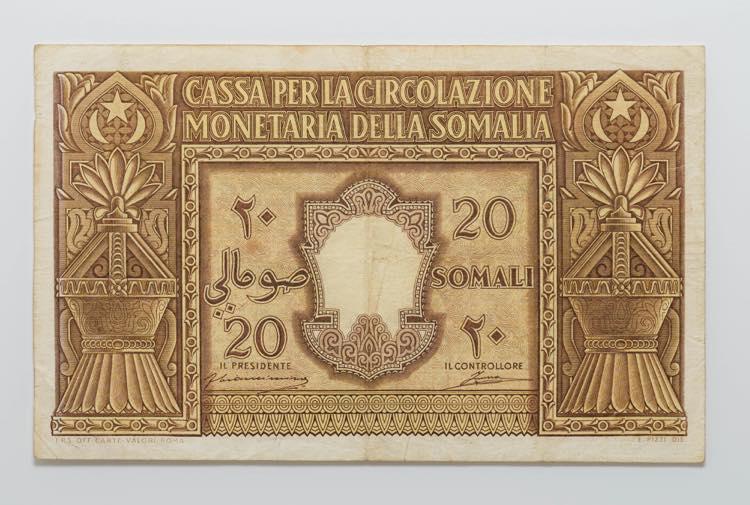 CASSA PER LA CIRCOLAZIONE
MONETARIA DELLA SOMALIA
٢٠ 20
صومالي SOMALI
20 ٢٠
IL PRESIDENTE IL CONTROLLORE
I.P.S. OFF. CARTE-VALORI, ROMA E. PIZZI DIS.